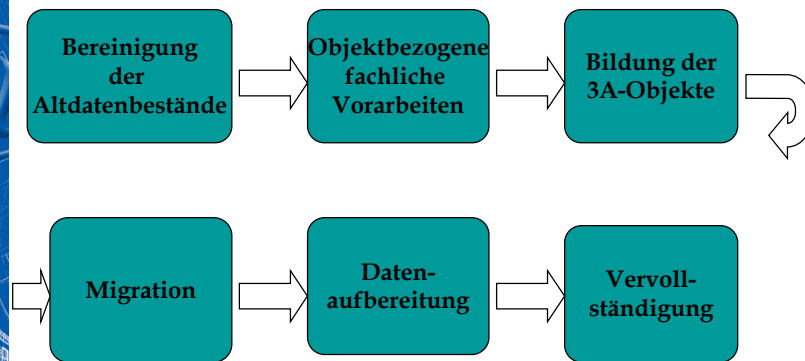 Bereinigung
der
Altdatenbestände
Objektbezogene
fachliche
Vorarbeiten
Bildung der
3A-Objekte
Migration
Daten-
aufbereitung
Vervoll-
ständigung